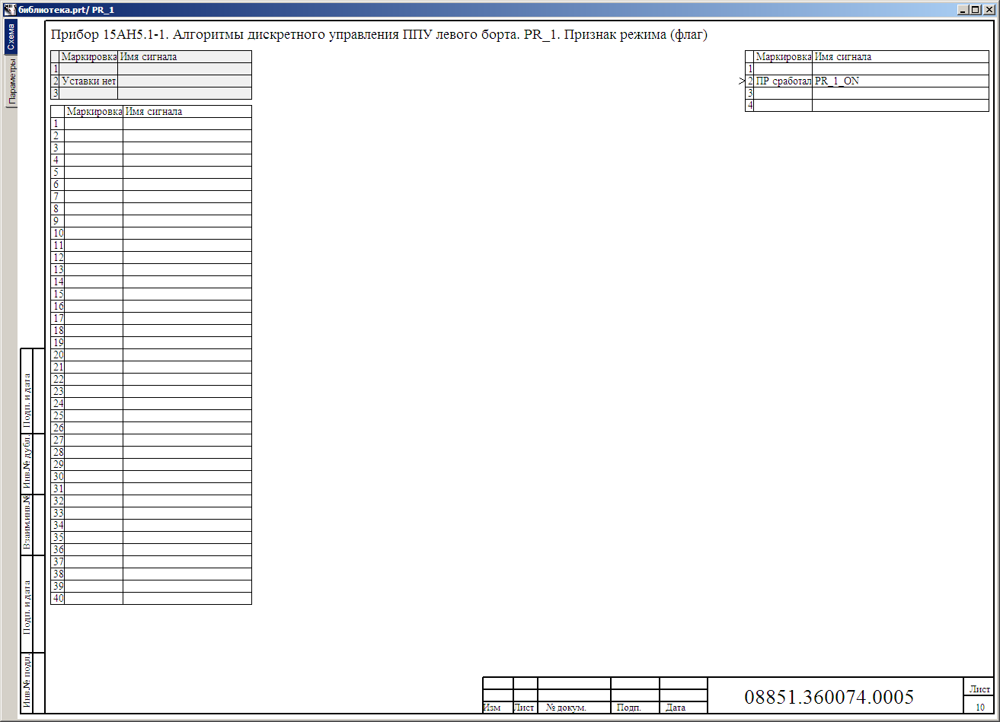 библиотека.prt/ PR_1
Схема
Параметры
Прибор 15АН5.1-1. Алгоритмы дискретного управления ППУ левого борта. PR_1. Признак режима (флаг)
Маркировка Имя сигнала
1
2 Уставки нет
3
Маркировка Имя сигнала
1
2
3
4
5
6
7
8
9
10
11
12
13
14
15
16
17
18
19
20
21
22
23
24
25
26
27
28
29
30
31
32
33
34
35
36
37
38
39
40
Маркировка Имя сигнала
1
> 2 ПР сработал PR_1_ON
3
4
Подп. и дата
Инв.№ дубл.
Взаим.инв.№
Подп. и дата
Инв.№ подл.
Изм Лист № докум. Подп. Дата
08851.360074.0005
Лист
10